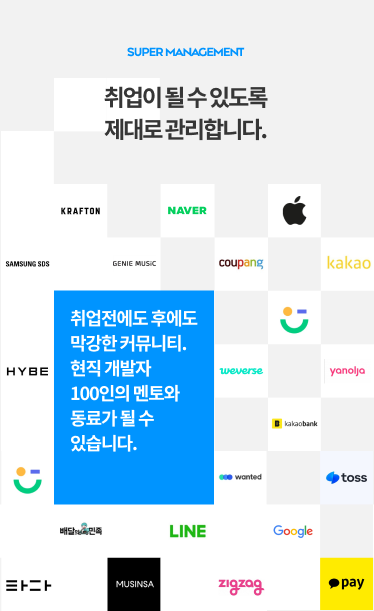 SUPER MANAGEMENT
취업이 될 수 있도록
제대로 관리합니다.
KRAFTON
NAVER
SAMSUNG SDS
GENIE MUSIC
coupang
kakao
취업전에도 후에도
막강한 커뮤니티.
현직 개발자
100인의 멘토와
동료가 될 수
있습니다.
HYBE
weverse
yanolja
B kakaobank
wanted
toss
배달의민족
LINE
Google
타다
MUSINSA
zigzag
pay